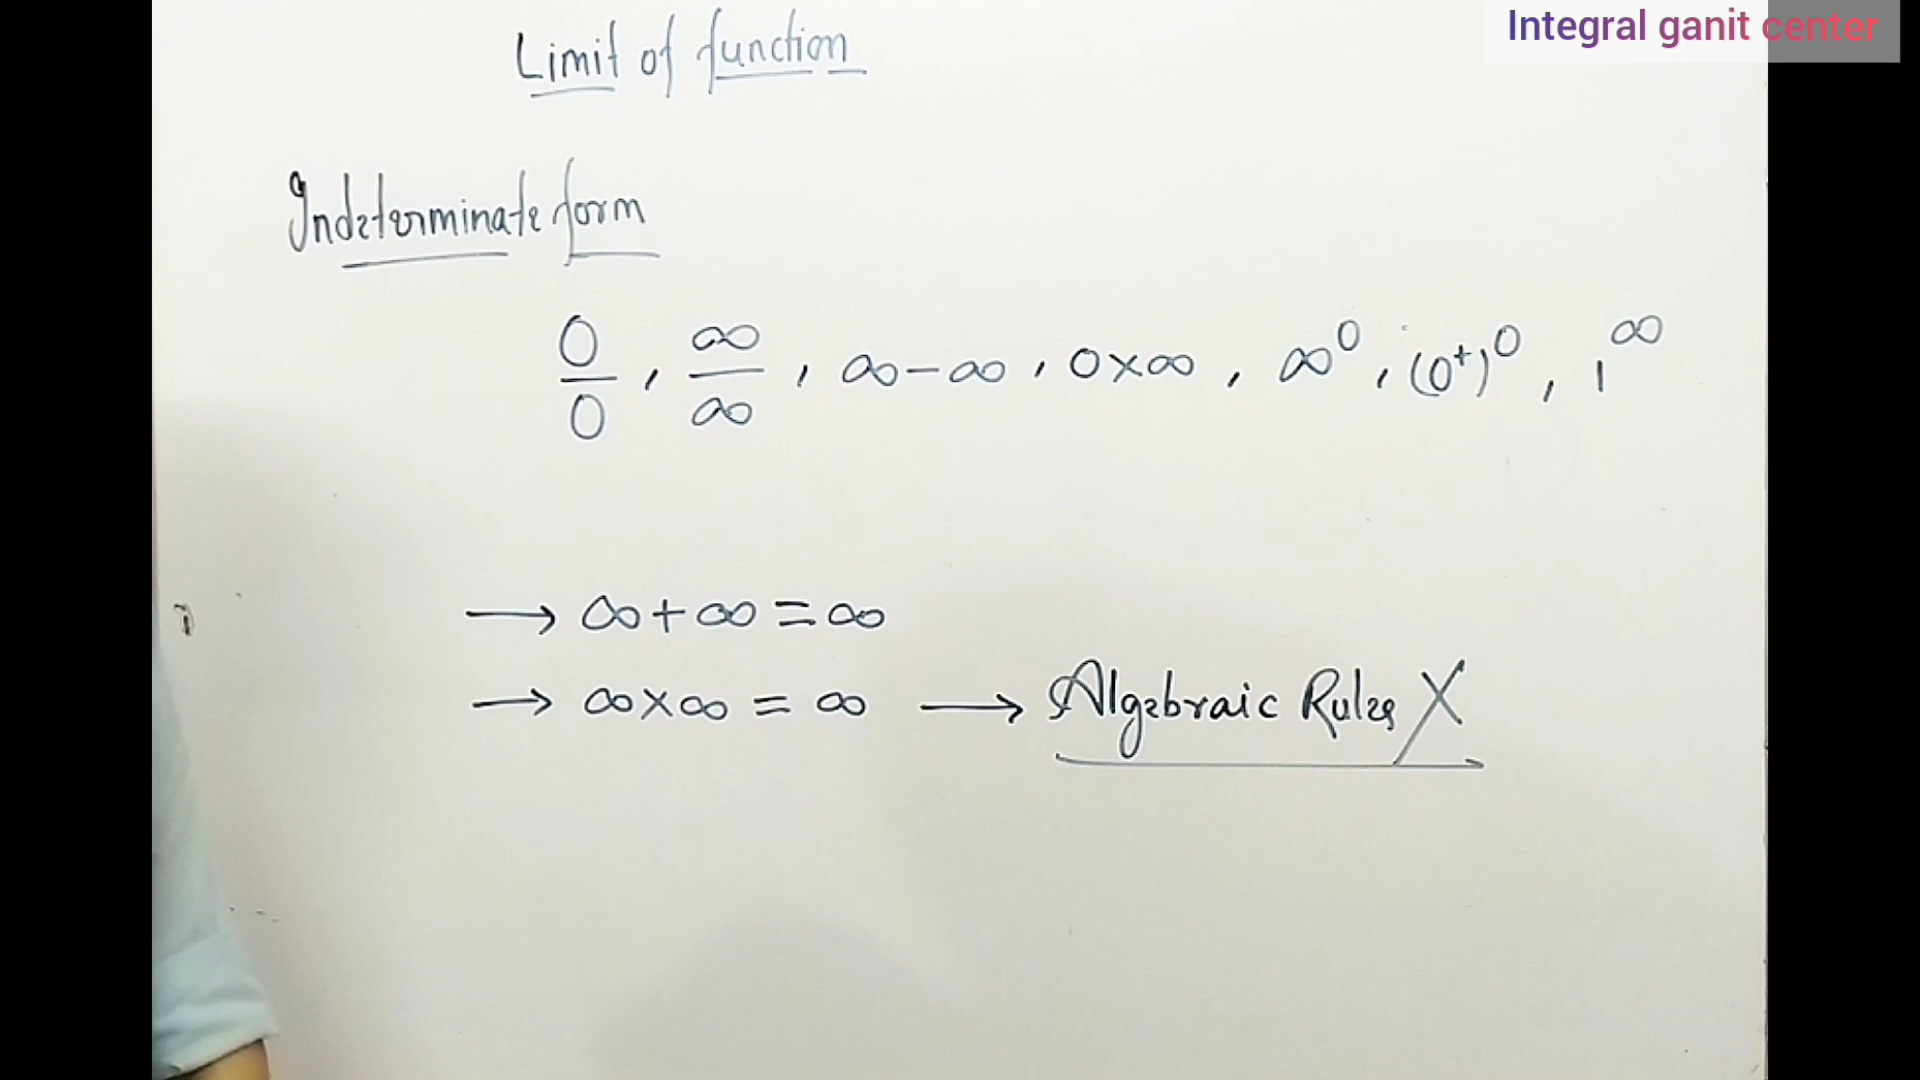 Integral ganit center
Limit of function
Indeterminate form
0/0 , ∞/∞ , ∞-∞ , 0×∞ , ∞⁰ , (0⁺)⁰ , 1^∞
→ ∞+∞=∞
→ ∞×∞ = ∞ → Algebraic Rules X